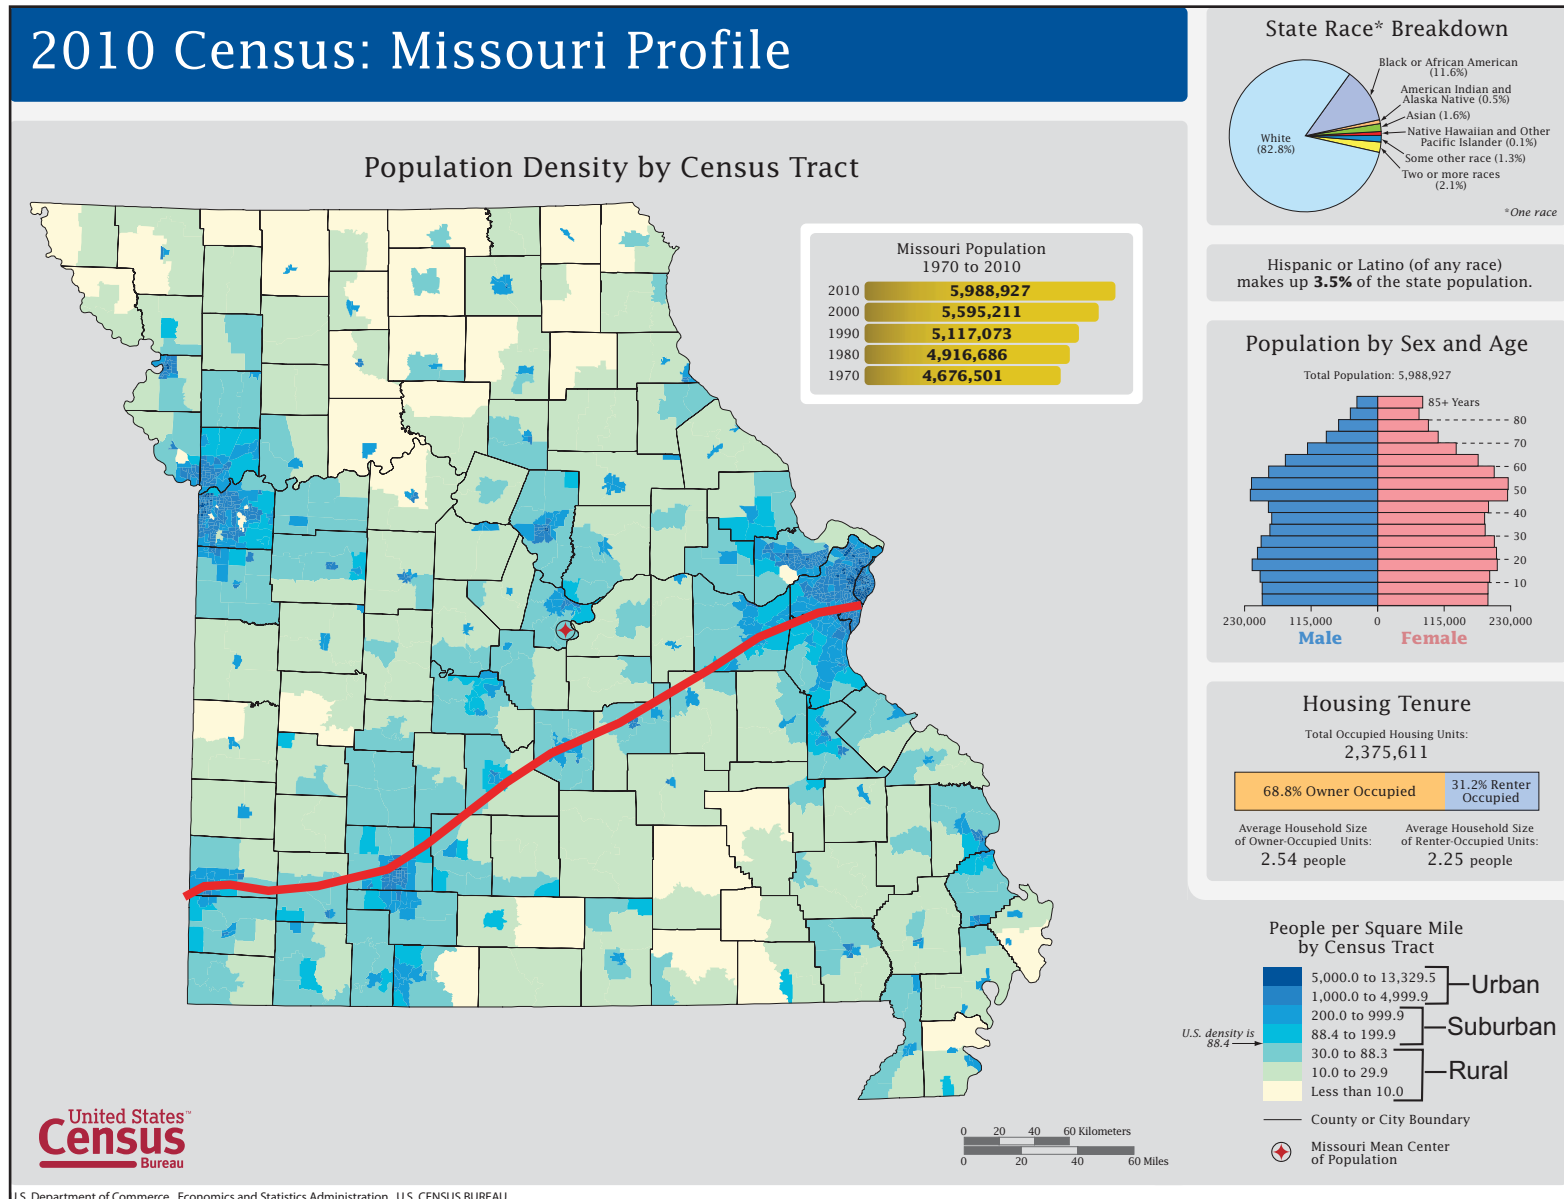 2010 Census: Missouri Profile
Population Density by Census Tract
Missouri Population
1970 to 2010
2010 5,988,927
2000 5,595,211
1990 5,117,073
1980 4,916,686
1970 4,676,501
State Race* Breakdown
Black or African American
(11.6%)
American Indian and
Alaska Native (0.5%)
Asian (1.6%)
Native Hawaiian and Other
Pacific Islander (0.1%)
Some other race (1.3%)
Two or more races
(2.1%)
White
(82.8%)
*One race
Hispanic or Latino (of any race)
makes up 3.5% of the state population.
Population by Sex and Age
Total Population: 5,988,927
85+ Years
80
70
60
50
40
30
20
10
230,000 115,000 0 115,000 230,000
Male Female
Housing Tenure
Total Occupied Housing Units:
2,375,611
68.8% Owner Occupied
31.2% Renter
Occupied
Average Household Size
of Owner-Occupied Units:
2.54 people
Average Household Size
of Renter-Occupied Units:
2.25 people
People per Square Mile
by Census Tract
5,000.0 to 13,329.5
1,000.0 to 4,999.9
Urban
200.0 to 999.9
88.4 to 199.9
Suburban
U.S. density is
88.4
30.0 to 88.3
10.0 to 29.9
Less than 10.0
Rural
County or City Boundary
Missouri Mean Center
of Population
0 20 40 60 Kilometers
0 20 40 60 Miles
United States™
Census
Bureau
U.S. Department of Commerce Economics and Statistics Administration U.S. CENSUS BUREAU